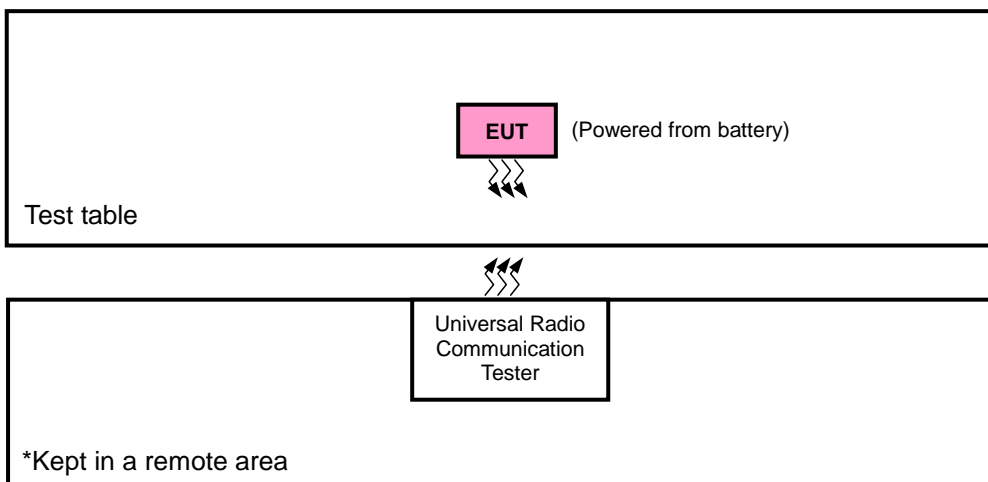 EUT
(Powered from battery)
Test table
Universal Radio
Communication
Tester
*Kept in a remote area